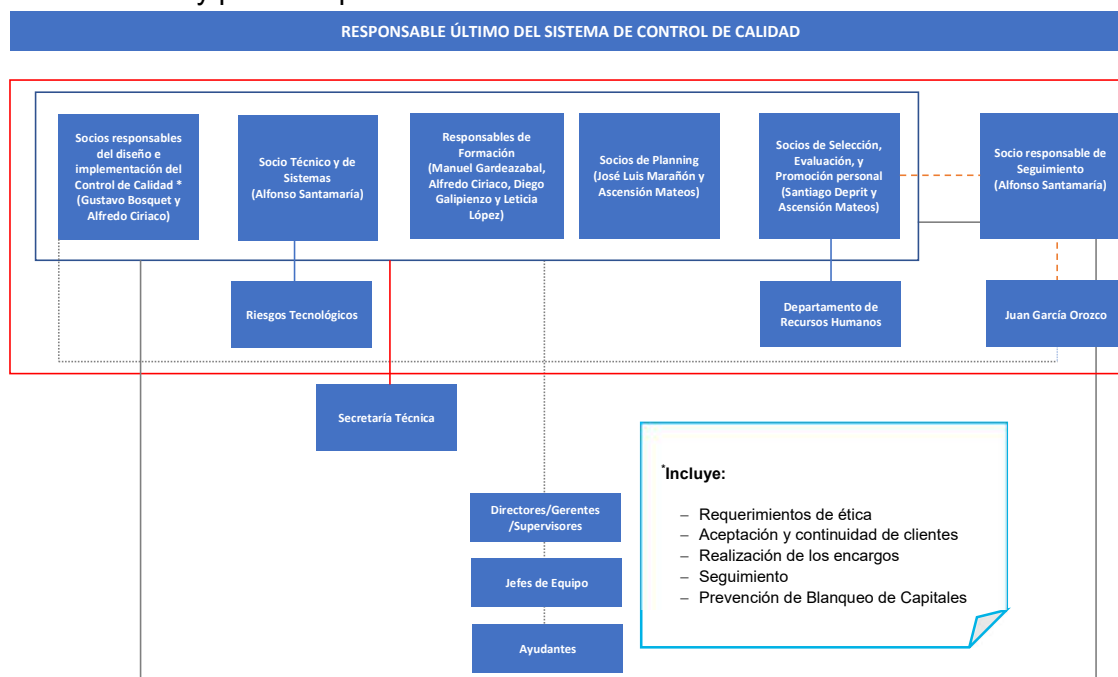 RESPONSABLE ÚLTIMO DEL SISTEMA DE CONTROL DE CALIDAD
Socios responsables
del diseño e
implementación del
Control de Calidad *
(Gustavo Bosquet y
Alfredo Ciriaco)
Socio Técnico y de
Sistemas
(Alfonso Santamaría)
Responsables de
Formación
(Manuel Gardeazabal,
Alfredo Ciriaco, Diego
Galipienzo y Leticia
López)
Socios de Planning
(José Luis Marañón y
Ascensión Mateos)
Socios de Selección,
Evaluación, y
Promoción personal
(Santiago Deprit y
Ascensión Mateos)
Socio responsable de
Seguimiento
(Alfonso Santamaría)
Riesgos Tecnológicos
Departamento de
Recursos Humanos
Juan García Orozco
Secretaría Técnica
*Incluye:
– Requerimientos de ética
– Aceptación y continuidad de clientes
– Realización de los encargos
– Seguimiento
– Prevención de Blanqueo de Capitales
Directores/Gerentes
/Supervisores
Jefes de Equipo
Ayudantes